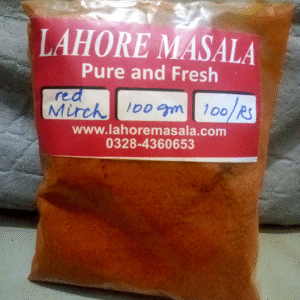 LAHORE MASALA
Pure and Fresh
red Mirch 100 gm 100/Rs
www.lahoremasala.com
0328-4360653